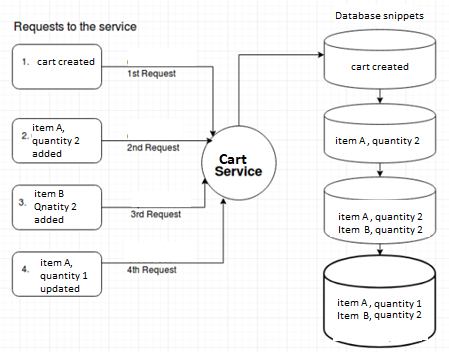 Database snippets
Requests to the service
1. cart created
1st Request
cart created
2. item A,
quantity 2
added
2nd Request
item A, quantity 2
Cart
Service
3. item B
Qnatity 2
added
3rd Request
item A, quantity 2
Item B, quantity 2
4. item A,
quantity 1
updated
4th Request
item A, quantity 1
Item B, quantity 2